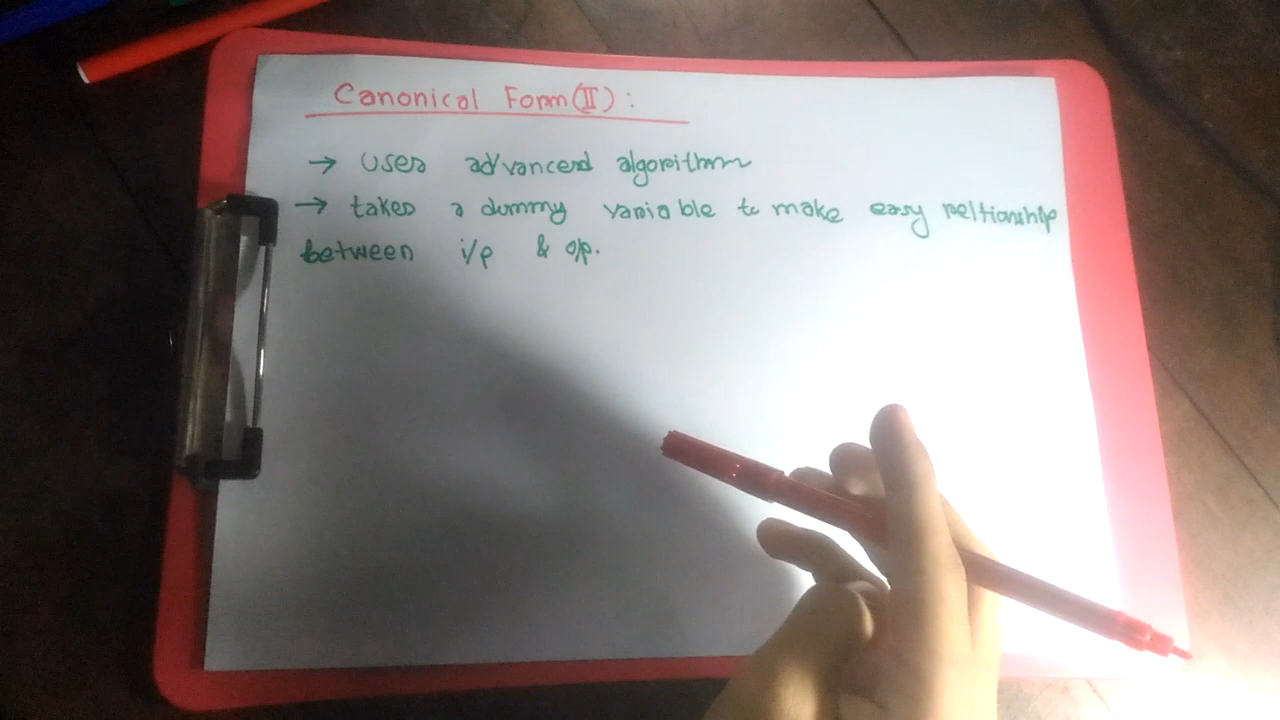 Canonical Form (II) :
→ uses advanced algorithm
→ takes a dummy variable to make easy reltionship
between i/p & o/p.